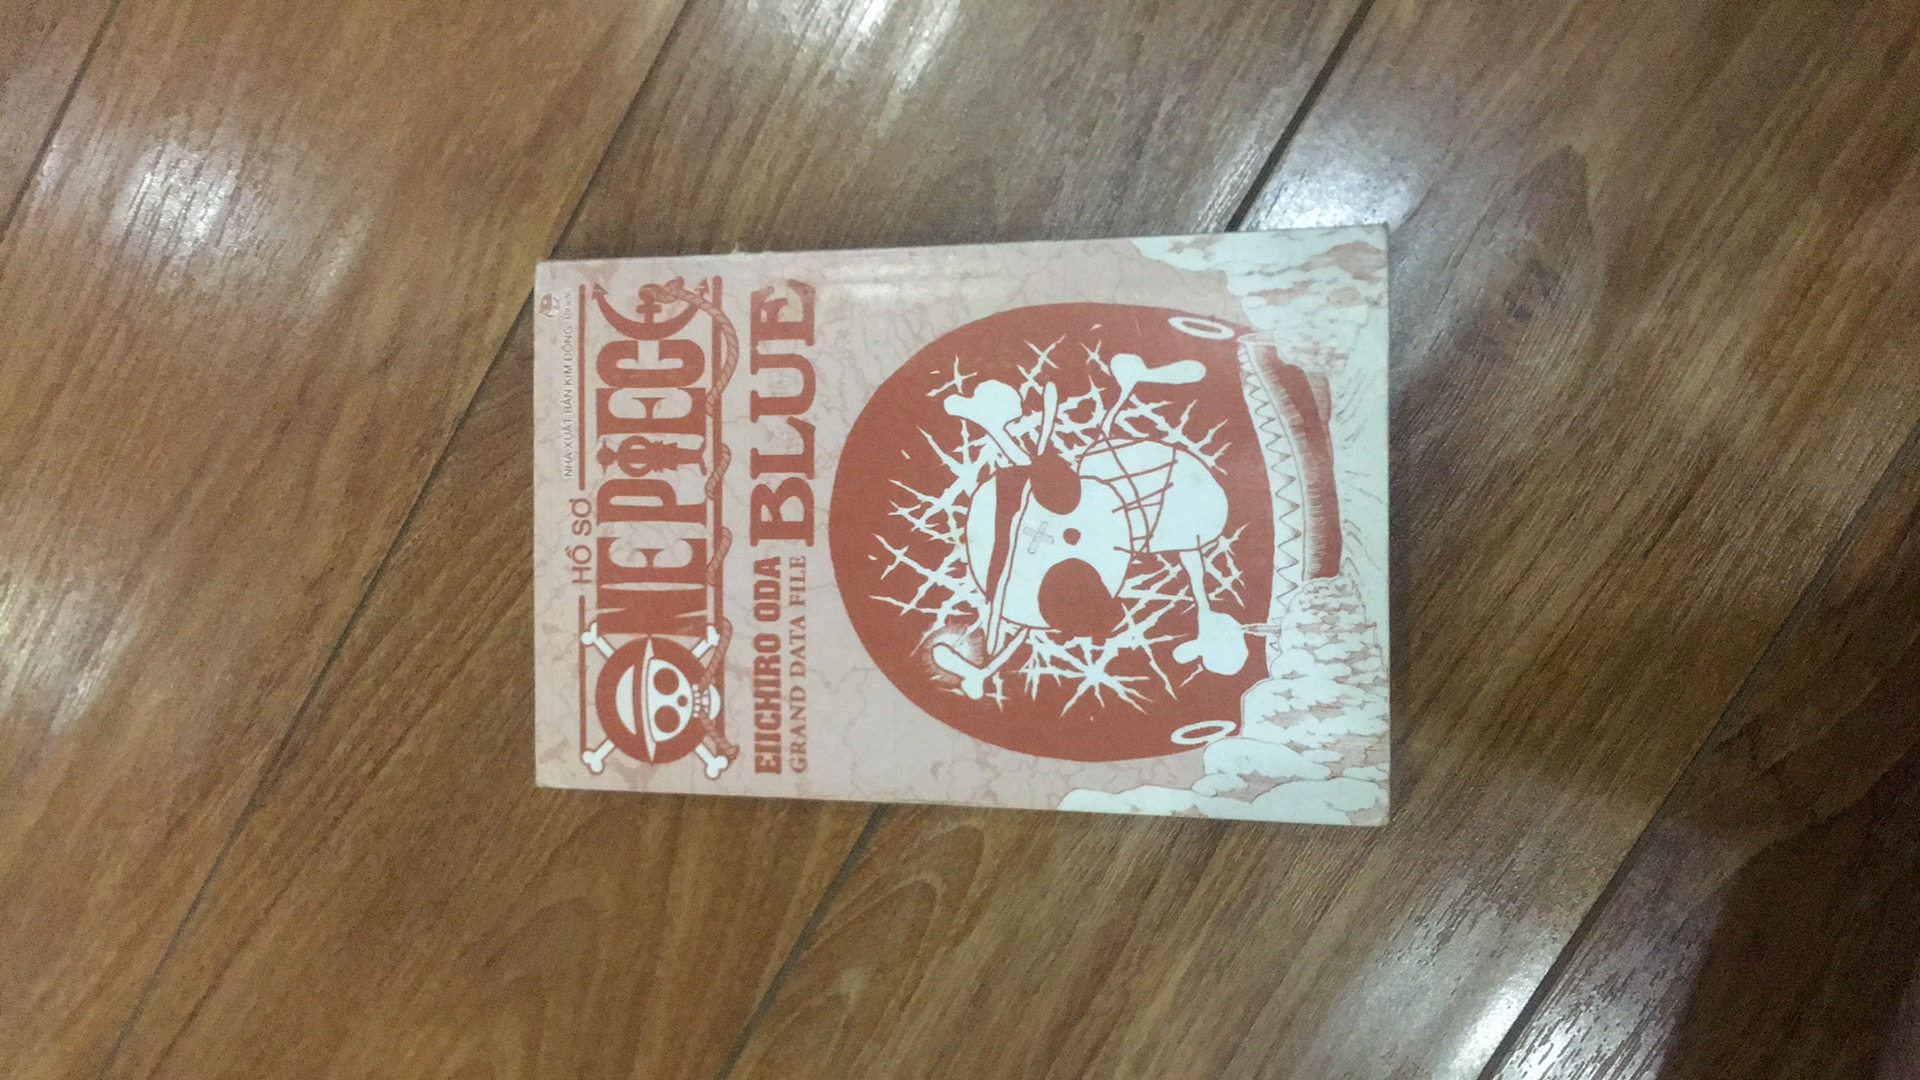 NHÀ XUẤT BẢN KIM ĐỒNG
HỒ SƠ
ONE PIECE
EIICHIRO ODA
GRAND DATA FILE
BLUE